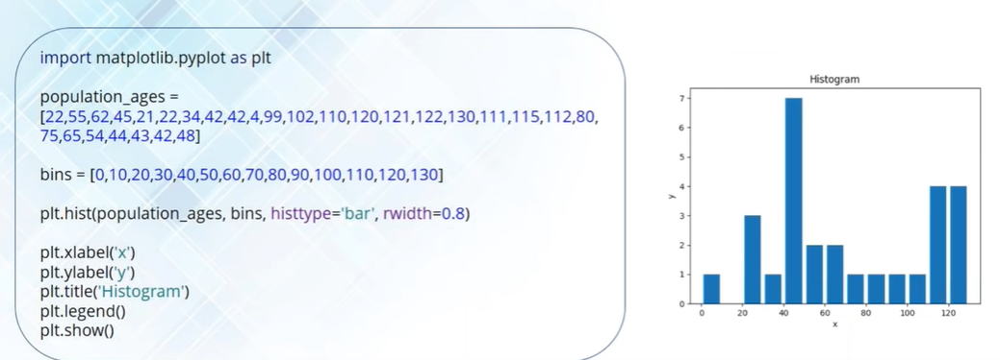 import matplotlib.pyplot as plt
population_ages =
[22,55,62,45,21,22,34,42,42,4,99,102,110,120,121,122,130,111,115,112,80,
75,65,54,44,43,42,48]
bins = [0,10,20,30,40,50,60,70,80,90,100,110,120,130]
plt.hist(population_ages, bins, histtype='bar', rwidth=0.8)
plt.xlabel('x')
plt.ylabel('y')
plt.title('Histogram')
plt.legend()
plt.show()
Histogram
7
6
5
4
3
2
1
0
y
0 20 40 60 80 100 120
x